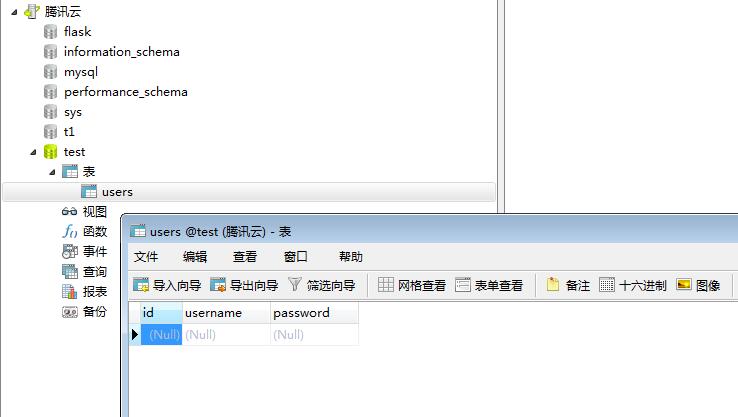 腾讯云
flask
information_schema
mysql
performance_schema
sys
t1
test
表
users
视图
函数
事件
查询
报表
备份
users @test (腾讯云) - 表
文件 编辑 查看 窗口 帮助
导入向导 导出向导 筛选向导 网格查看 表单查看 备注 十六进制 图像
id username password
(Null) (Null) (Null)